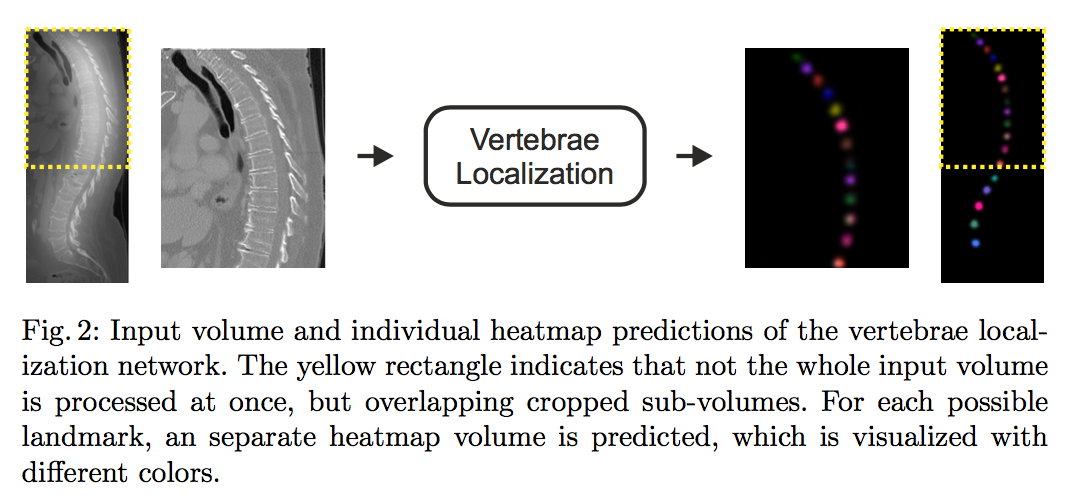 Vertebrae
Localization
Fig. 2: Input volume and individual heatmap predictions of the vertebrae local-
ization network. The yellow rectangle indicates that not the whole input volume
is processed at once, but overlapping cropped sub-volumes. For each possible
landmark, an separate heatmap volume is predicted, which is visualized with
different colors.